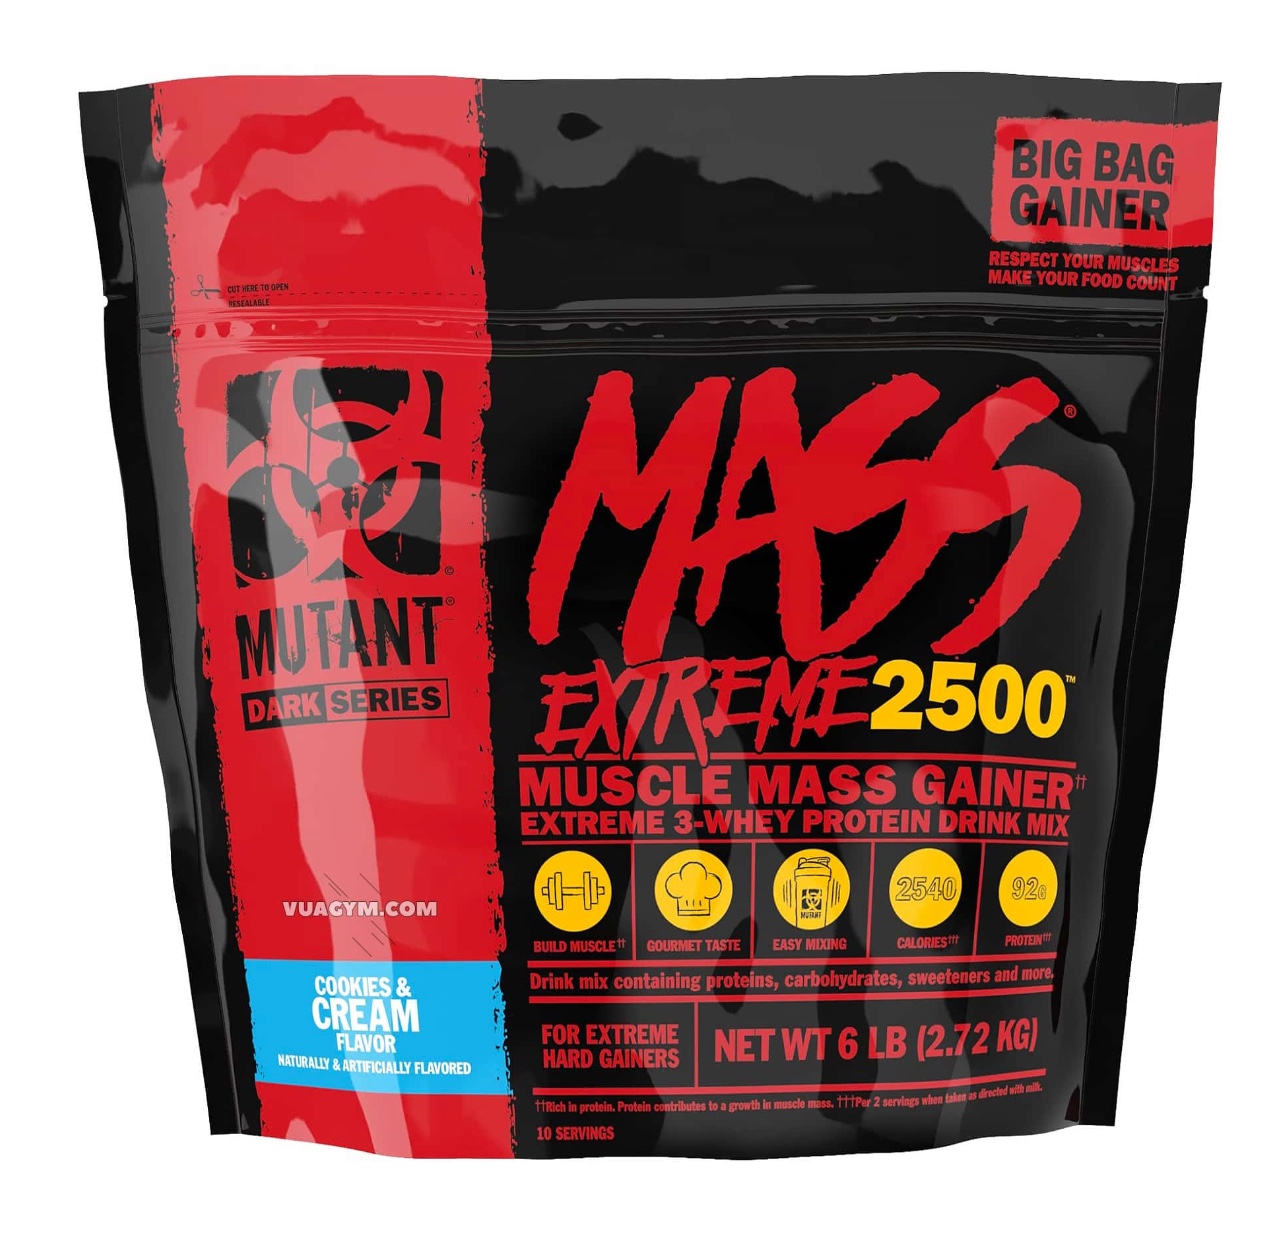 BIG BAG
GAINER
RESPECT YOUR MUSCLES
MAKE YOUR FOOD COUNT
CUT HERE TO OPEN
RESEALABLE
MASS®
EXTREME 2500™
©
MUTANT®
DARK SERIES
MUSCLE MASS GAINER††
EXTREME 3-WHEY PROTEIN DRINK MIX
2540 92G
MUTANT
BUILD MUSCLE†† GOURMET TASTE EASY MIXING CALORIES††† PROTEIN†††
VUAGYM.COM
Drink mix containing proteins, carbohydrates, sweeteners and more.
COOKIES &
CREAM
FLAVOR
NATURALLY & ARTIFICIALLY FLAVORED
FOR EXTREME
HARD GAINERS
NET WT 6 LB (2.72 KG)
††Rich in protein. Protein contributes to a growth in muscle mass. †††Per 2 servings when taken as directed with milk.
10 SERVINGS